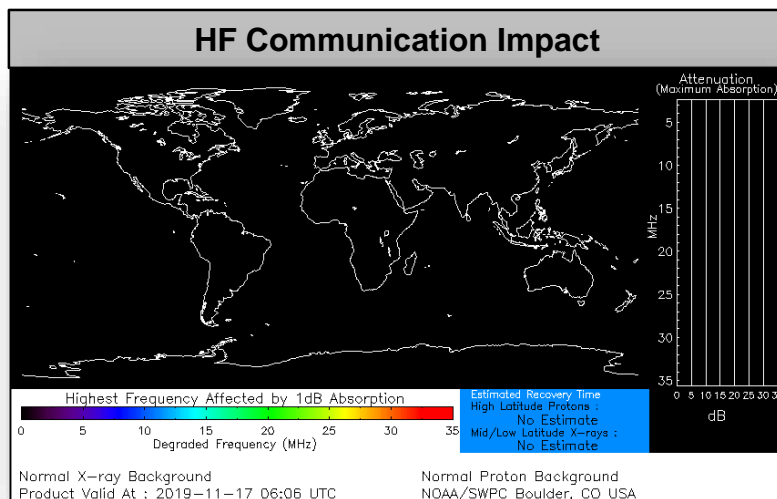 HF Communication Impact
Attenuation
(Maximum Absorption)
5
10
15
20
25
30
35
MHz
0 5 10 15 20 25 30 35
dB
Highest Frequency Affected by 1dB Absorption
0 5 10 15 20 25 30 35
Degraded Frequency (MHz)
Estimated Recovery Time
High Latitude Protons :
No Estimate
Mid/Low Latitude X-rays :
No Estimate
Normal X-ray Background
Product Valid At : 2019-11-17 06:06 UTC
Normal Proton Background
NOAA/SWPC Boulder, CO USA